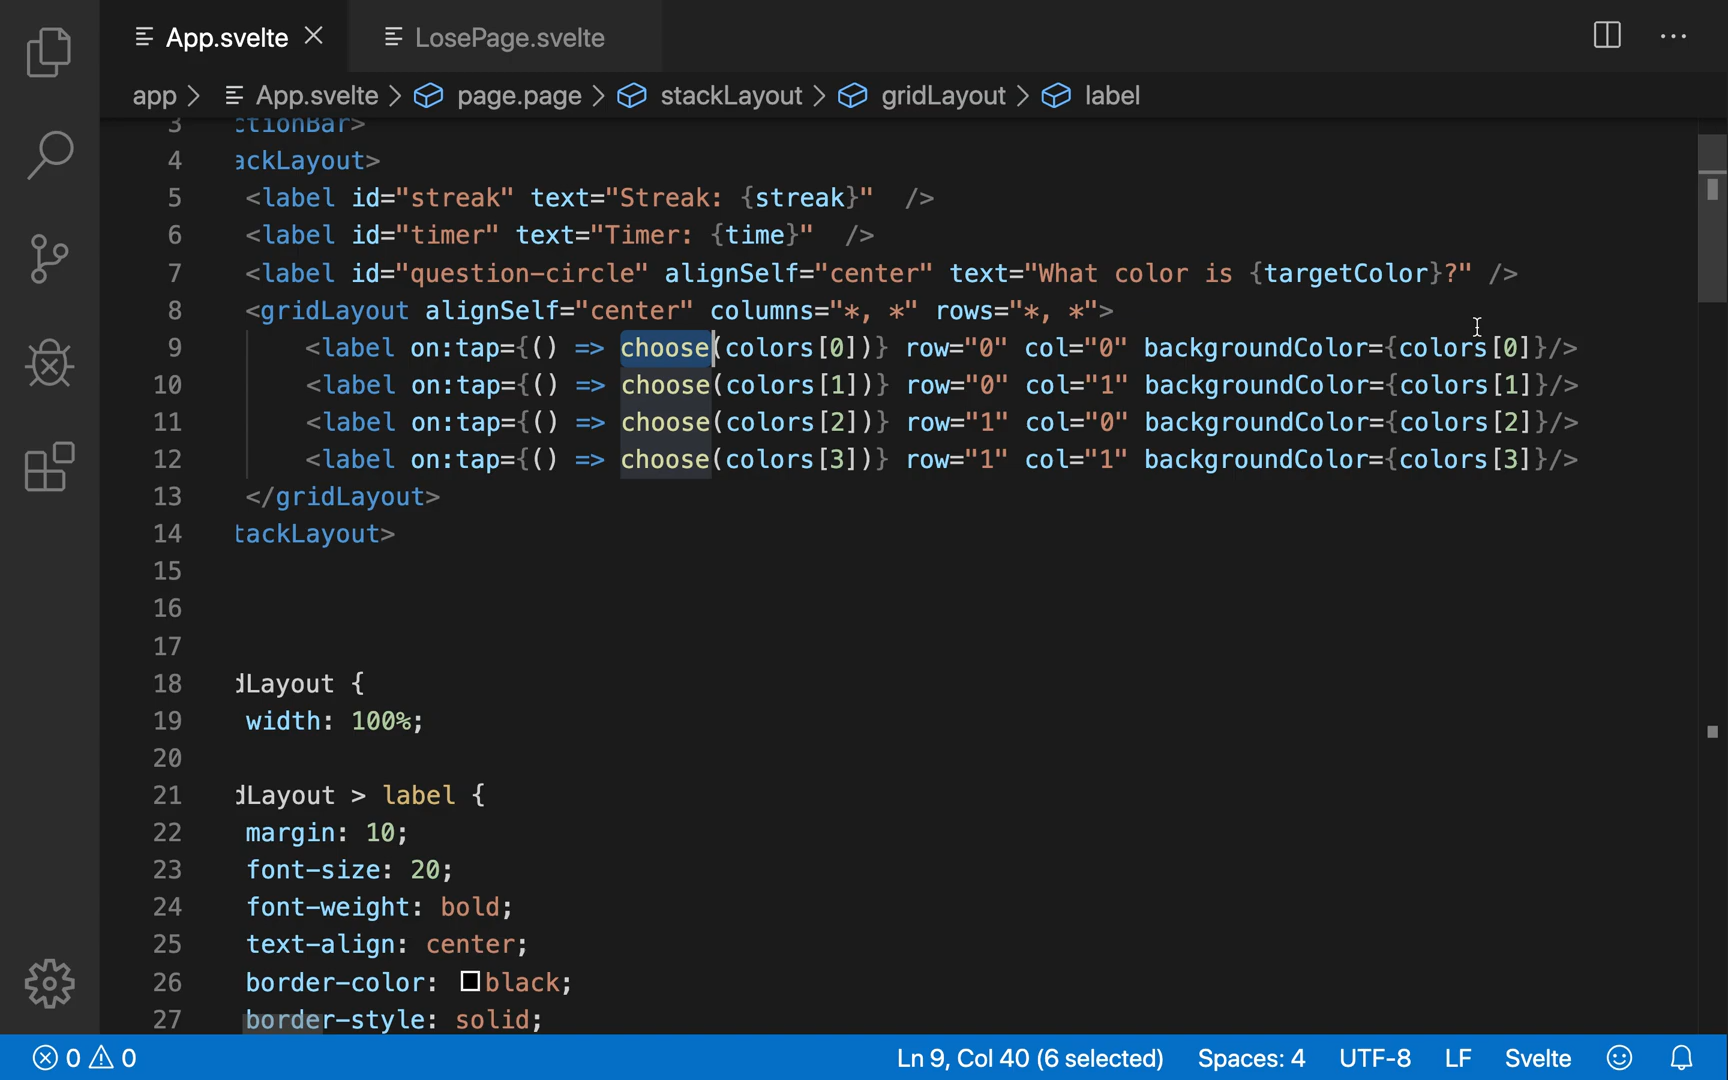 App.svelte
LosePage.svelte
app > App.svelte > page.page > stackLayout > gridLayout > label
3 ctionBar>
4 ackLayout>
5 <label id="streak" text="Streak: {streak}" />
6 <label id="timer" text="Timer: {time}" />
7 <label id="question-circle" alignSelf="center" text="What color is {targetColor}?" />
8 <gridLayout alignSelf="center" columns="*, *" rows="*, *">
9 <label on:tap={() => choose(colors[0])} row="0" col="0" backgroundColor={colors[0]}/>
10 <label on:tap={() => choose(colors[1])} row="0" col="1" backgroundColor={colors[1]}/>
11 <label on:tap={() => choose(colors[2])} row="1" col="0" backgroundColor={colors[2]}/>
12 <label on:tap={() => choose(colors[3])} row="1" col="1" backgroundColor={colors[3]}/>
13 </gridLayout>
14 tackLayout>
15
16
17
18 dLayout {
19 width: 100%;
20
21 dLayout > label {
22 margin: 10;
23 font-size: 20;
24 font-weight: bold;
25 text-align: center;
26 border-color: black;
27 border-style: solid;
0 0 Ln 9, Col 40 (6 selected) Spaces: 4 UTF-8 LF Svelte